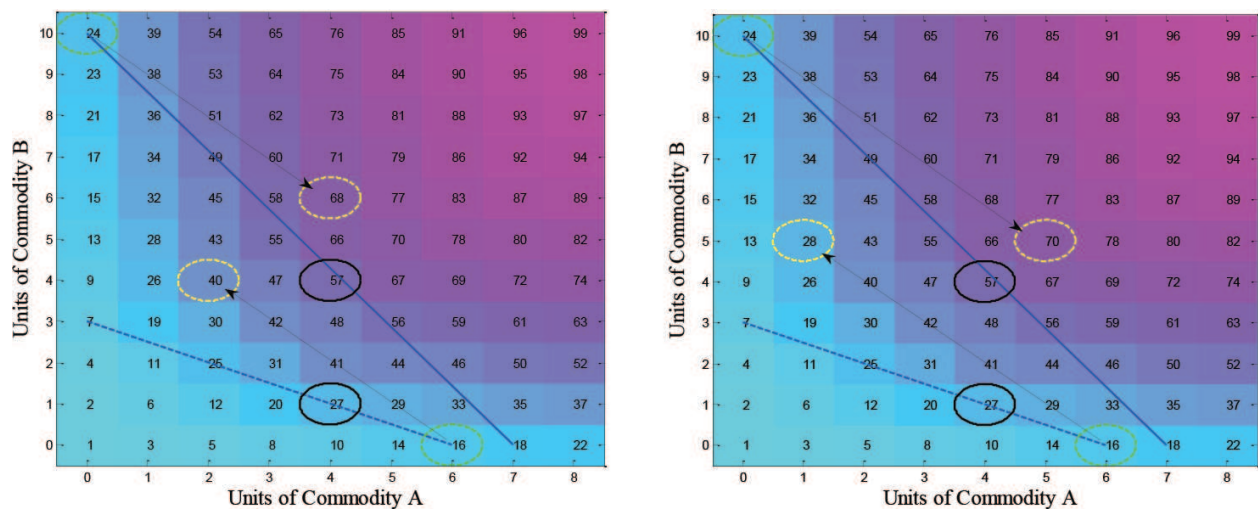 10 24 39 54 65 76 85 91 96 99
9 23 38 53 64 75 84 90 95 98
8 21 36 51 62 73 81 88 93 97
7 17 34 49 60 71 79 86 92 94
6 15 32 45 58 68 77 83 87 89
5 13 28 43 55 66 70 78 80 82
4 9 26 40 47 57 67 69 72 74
3 7 19 30 42 48 56 59 61 63
2 4 11 25 31 41 44 46 50 52
1 2 6 12 20 27 29 33 35 37
0 1 3 5 8 10 14 16 18 22
0 1 2 3 4 5 6 7 8
Units of Commodity A
Units of Commodity B
10 24 39 54 65 76 85 91 96 99
9 23 38 53 64 75 84 90 95 98
8 21 36 51 62 73 81 88 93 97
7 17 34 49 60 71 79 86 92 94
6 15 32 45 58 68 77 83 87 89
5 13 28 43 55 66 70 78 80 82
4 9 26 40 47 57 67 69 72 74
3 7 19 30 42 48 56 59 61 63
2 4 11 25 31 41 44 46 50 52
1 2 6 12 20 27 29 33 35 37
0 1 3 5 8 10 14 16 18 22
0 1 2 3 4 5 6 7 8
Units of Commodity A
Units of Commodity B